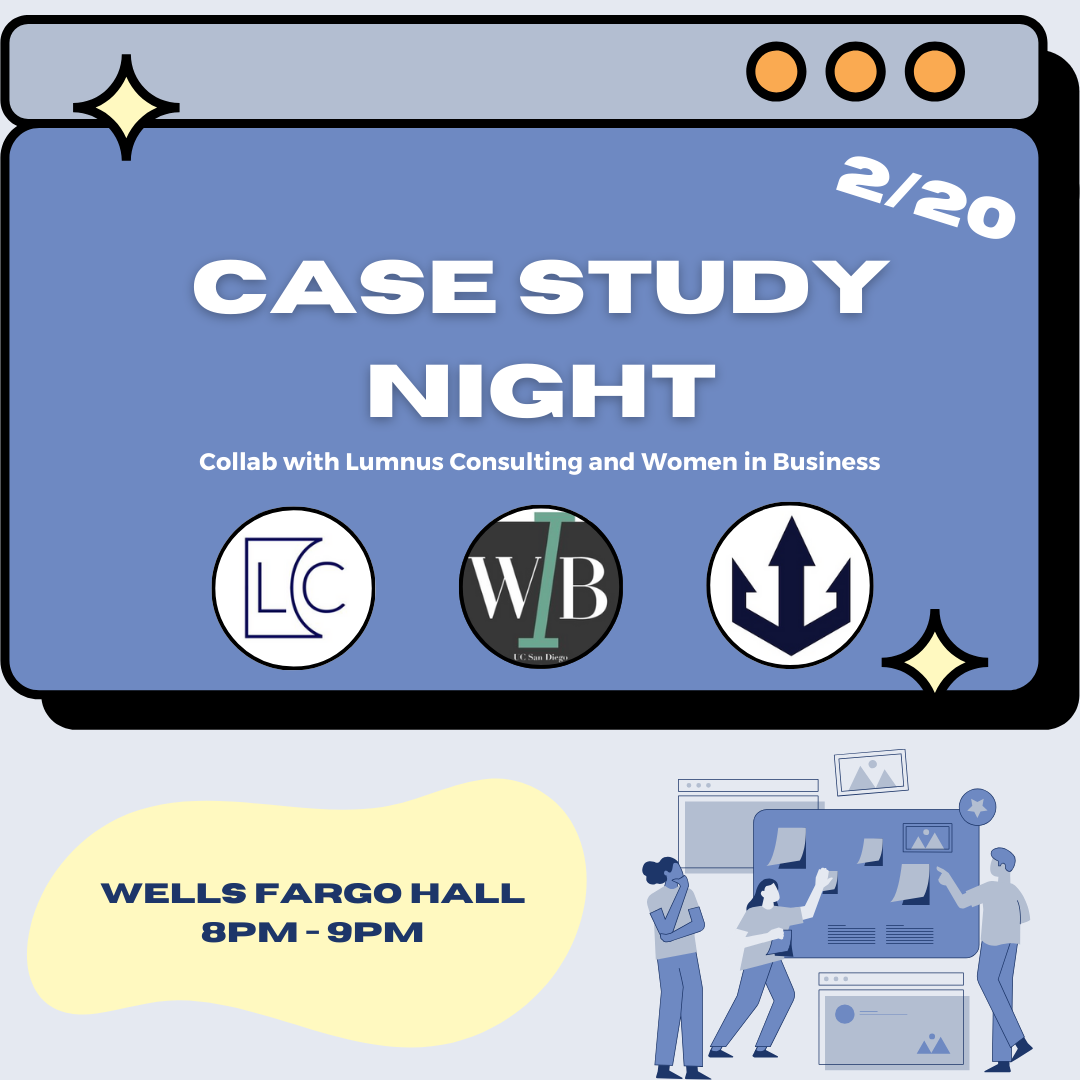 2/20
CASE STUDY
NIGHT
Collab with Lumnus Consulting and Women in Business
LC
WIB
UC San Diego
WELLS FARGO HALL
8PM - 9PM